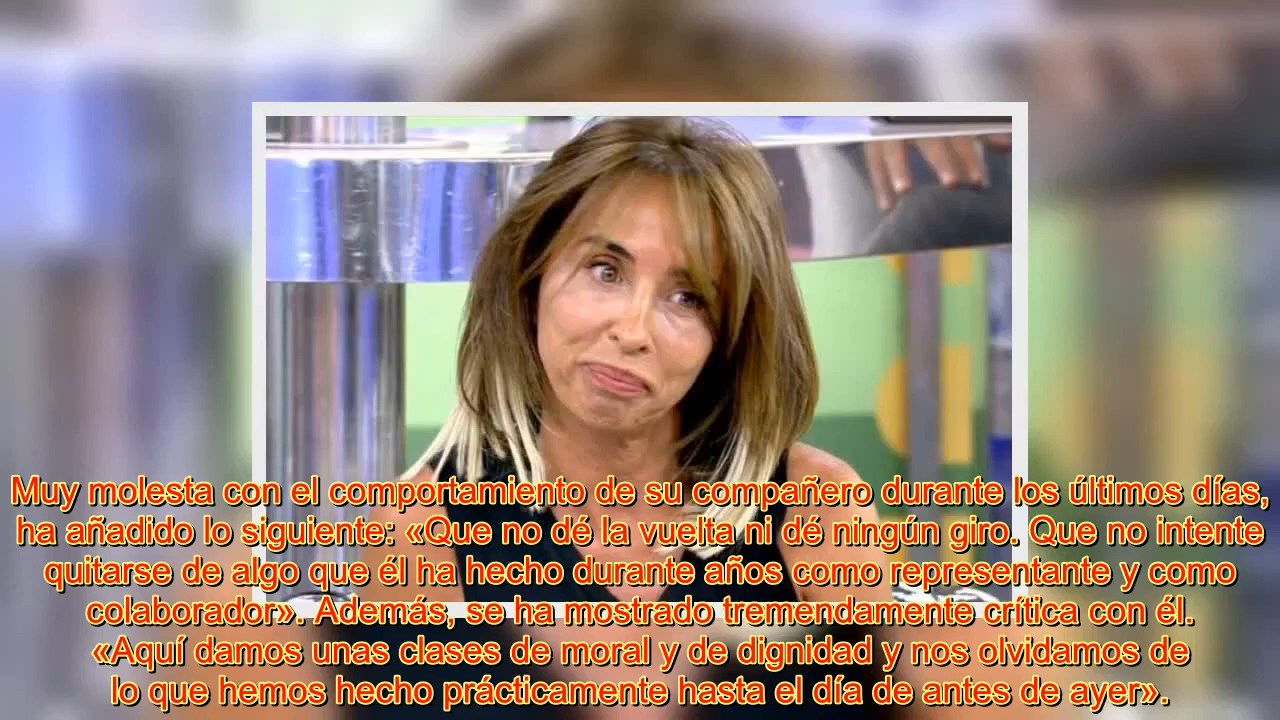 Muy molesta con el comportamiento de su compañero durante los últimos días,
ha añadido lo siguiente: «Que no dé la vuelta ni dé ningún giro. Que no intente
quitarse de algo que él ha hecho durante años como representante y como
colaborador». Además, se ha mostrado tremendamente crítica con él.
«Aquí damos unas clases de moral y de dignidad y nos olvidamos de
lo que hemos hecho prácticamente hasta el día de antes de ayer».